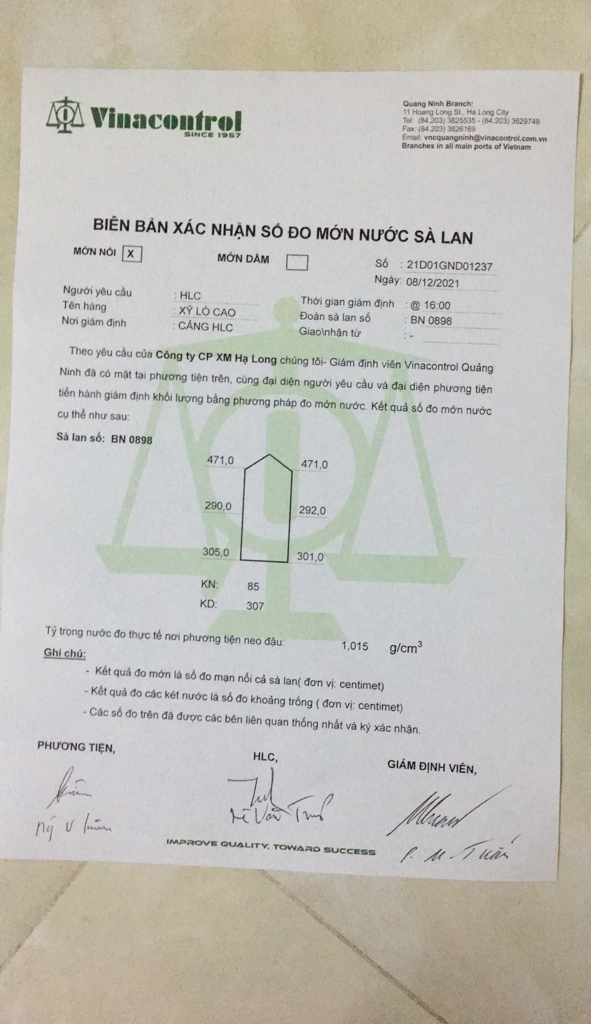 Vinacontrol
SINCE 1957
Quang Ninh Branch:
11 Hoang Long St., Ha Long City
Tel: (84.203) 3825535 - (84.203) 3629749
Fax: (84.203) 3826169
Email: vncquangninh@vinacontrol.com.vn
Branches in all main ports of Vietnam
BIÊN BẢN XÁC NHẬN SỐ ĐO MỚN NƯỚC SÀ LAN
MỚN NỔI X MỚN DẦM
Số : 21D01GND01237
Ngày: 08/12/2021
Người yêu cầu : HLC
Tên hàng : XỶ LÒ CAO
Nơi giám định : CẢNG HLC
Thời gian giám định : @ 16:00
Đoàn sà lan số : BN 0898
Giao\nhận từ : -
Theo yêu cầu của Công ty CP XM Hạ Long chúng tôi- Giám định viên Vinacontrol Quảng
Ninh đã có mặt tại phương tiện trên, cùng đại diện người yêu cầu và đại diện phương tiện
tiến hành giám định khối lượng bằng phương pháp đo mớn nước. Kết quả số đo mớn nước
cụ thể như sau:
Sà lan số: BN 0898
471,0 471,0
290,0 292,0
305,0 301,0
KN: 85
KD: 307
Tỷ trọng nước đo thực tế nơi phương tiện neo đậu: 1,015 g/cm³
Ghi chú:
- Kết quả đo mớn là số đo mạn nổi cả sà lan( đơn vị: centimet)
- Kết quả đo các két nước là số đo khoảng trống ( đơn vị: centimet)
- Các số đo trên đã được các bên liên quan thống nhất và ký xác nhận.
PHƯƠNG TIỆN, HLC, GIÁM ĐỊNH VIÊN,
Lê Văn
Tuấn
IMPROVE QUALITY, TOWARD SUCCESS